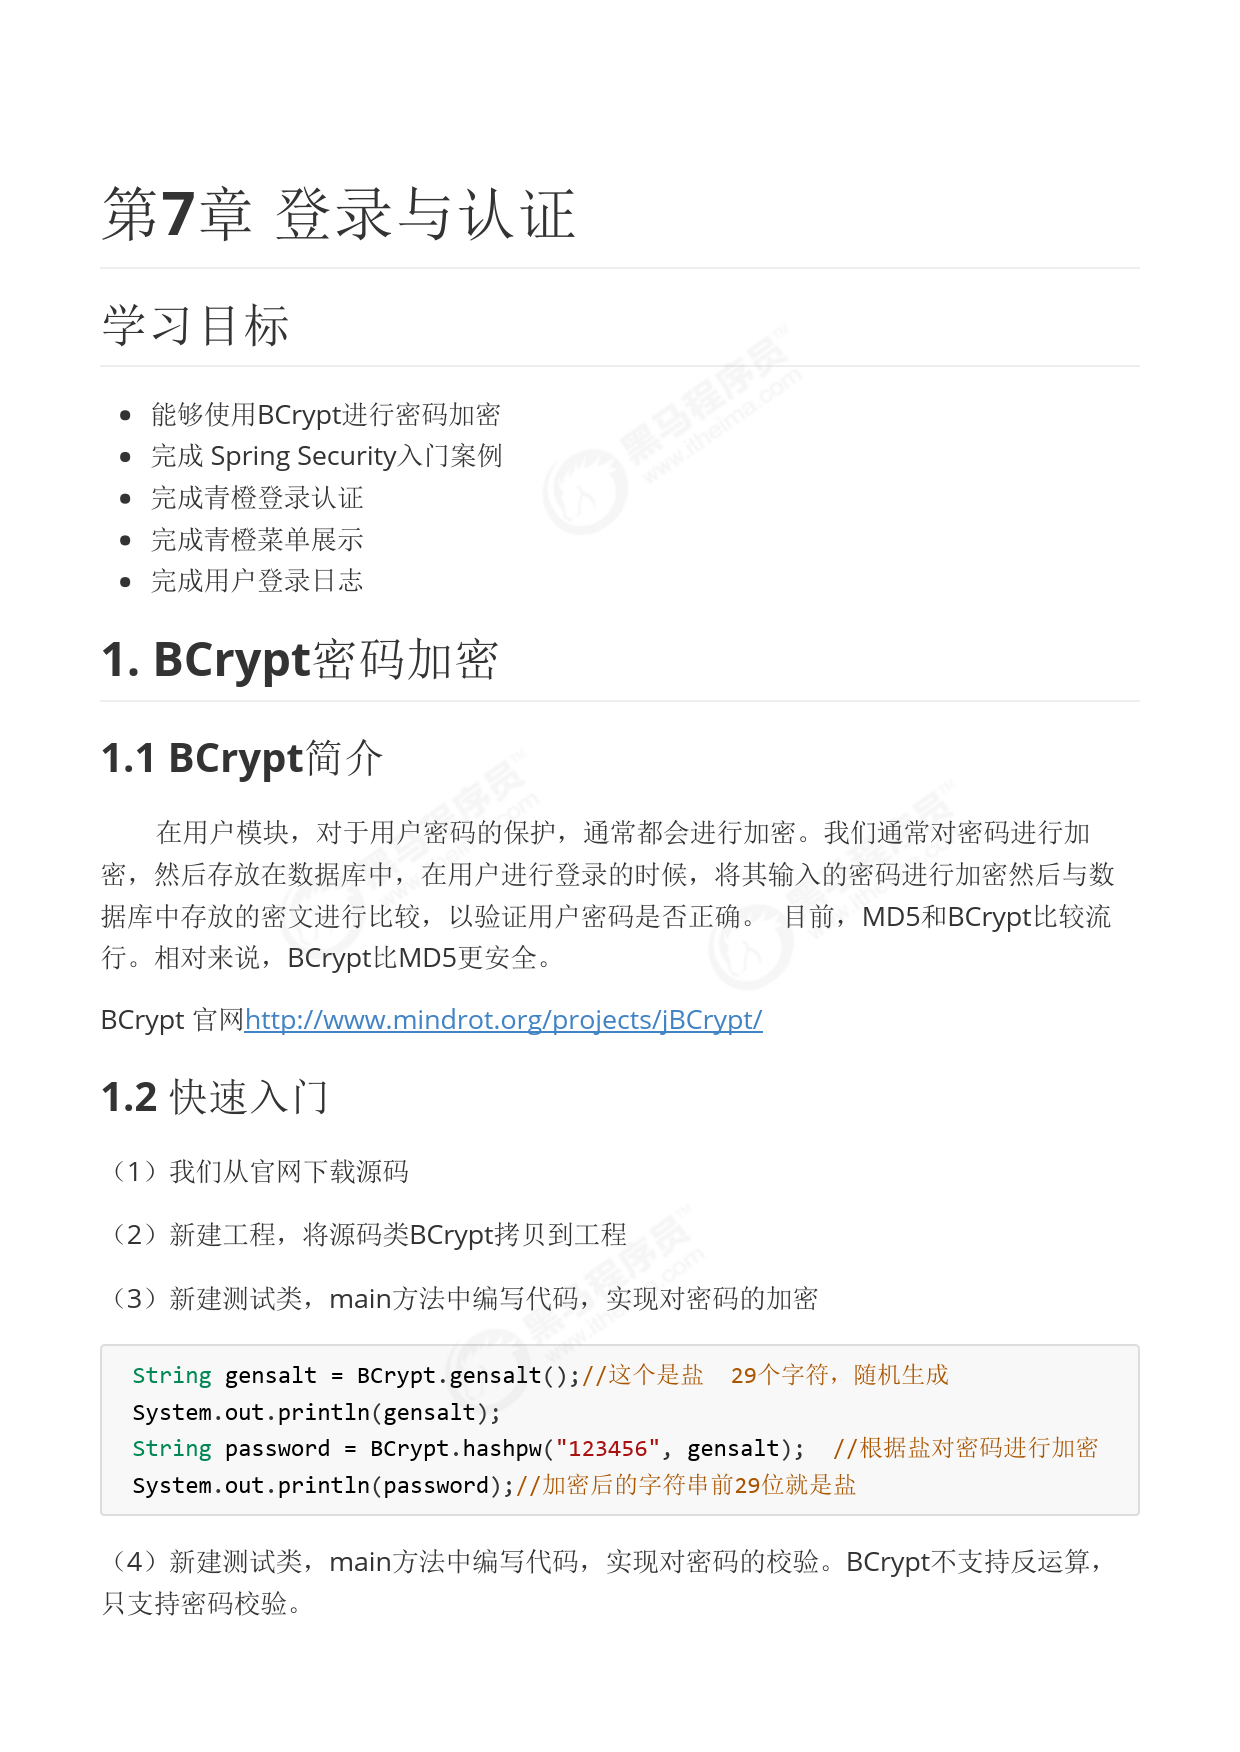 第7章 登录与认证
学习目标
能够使用BCrypt进行密码加密
完成 Spring Security入门案例
完成青橙登录认证
完成青橙菜单展示
完成用户登录日志
1. BCrypt密码加密
1.1 BCrypt简介
在用户模块，对于用户密码的保护，通常都会进行加密。我们通常对密码进行加
密，然后存放在数据库中，在用户进行登录的时候，将其输入的密码进行加密然后与数
据库中存放的密文进行比较，以验证用户密码是否正确。 目前，MD5和BCrypt比较流
行。相对来说，BCrypt比MD5更安全。
BCrypt 官网http://www.mindrot.org/projects/jBCrypt/
1.2 快速入门
（1）我们从官网下载源码
（2）新建工程，将源码类BCrypt拷贝到工程
（3）新建测试类，main方法中编写代码，实现对密码的加密
String gensalt = BCrypt.gensalt();//这个是盐  29个字符，随机生成
System.out.println(gensalt);
String password = BCrypt.hashpw("123456", gensalt);  //根据盐对密码进行加密
System.out.println(password);//加密后的字符串前29位就是盐
（4）新建测试类，main方法中编写代码，实现对密码的校验。BCrypt不支持反运算，
只支持密码校验。
黑马程序员™
www.itheima.com